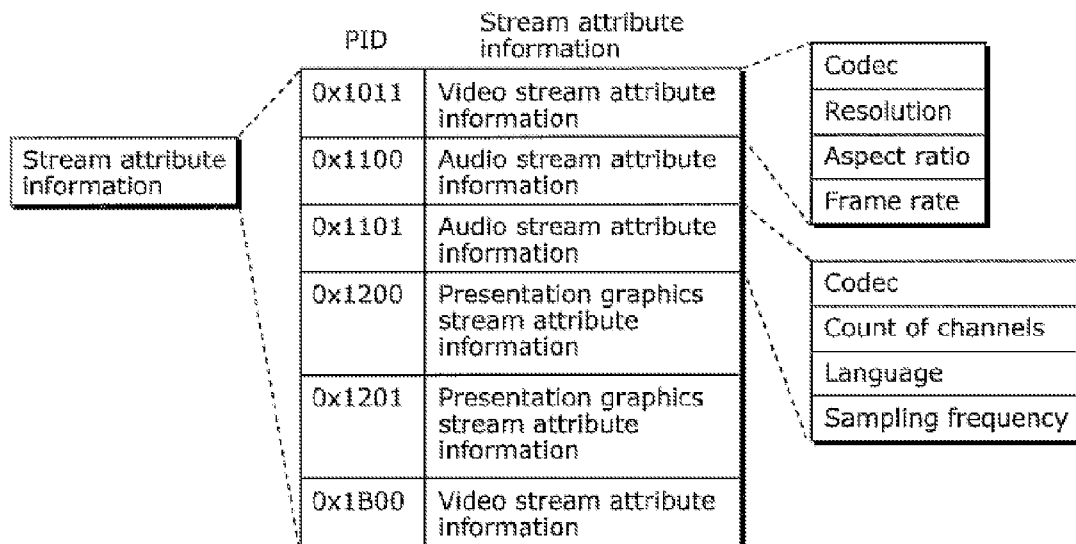 PID
Stream attribute
information
Stream attribute
information
0x1011
Video stream attribute
information
0x1100
Audio stream attribute
information
0x1101
Audio stream attribute
information
0x1200
Presentation graphics
stream attribute
information
0x1201
Presentation graphics
stream attribute
information
0x1B00
Video stream attribute
information
Codec
Resolution
Aspect ratio
Frame rate
Codec
Count of channels
Language
Sampling frequency